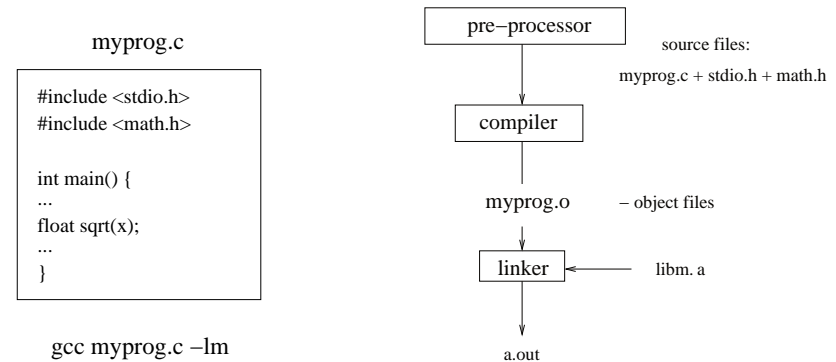 myprog.c
#include <stdio.h>
#include <math.h>
int main() {
...
float sqrt(x);
...
}
gcc myprog.c −lm
pre−processor
source files:
myprog.c + stdio.h + math.h
compiler
myprog.o
− object files
linker
libm. a
a.out